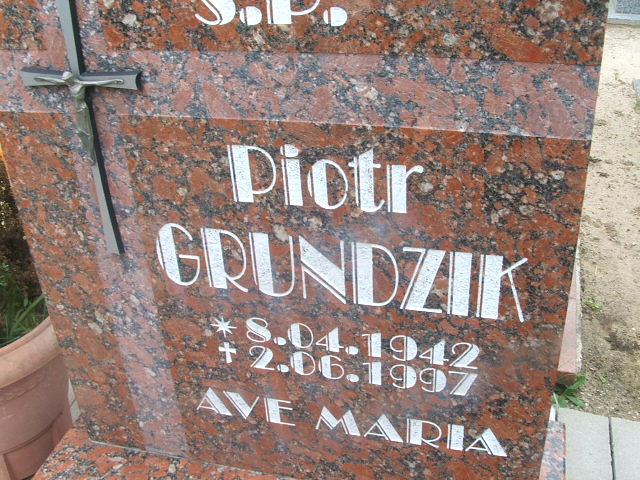 Ś.P.
Piotr
GRUNDZIK
* 8.04.1942
+ 2.06.1997
AVE MARIA